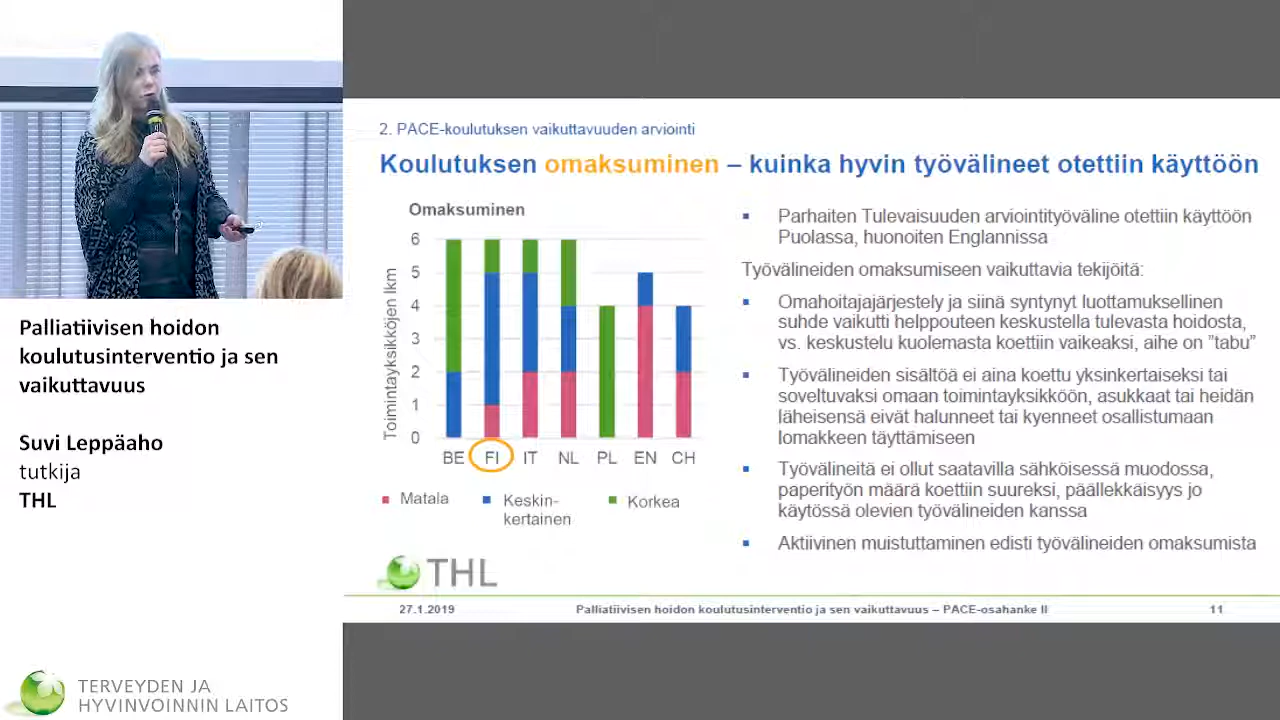 2. PACE-koulutuksen vaikuttavuuden arviointi
Koulutuksen omaksuminen – kuinka hyvin työvälineet otettiin käyttöön
Omaksuminen
Toimintayksikköjen lkm
6
5
4
3
2
1
0
BE FI IT NL PL EN CH
Matala
Keskin-
kertainen
Korkea
▪ Parhaiten Tulevaisuuden arviointityöväline otettiin käyttöön
Puolassa, huonoiten Englannissa
Työvälineiden omaksumiseen vaikuttavia tekijöitä:
▪ Omahoitajajärjestely ja siinä syntynyt luottamuksellinen
suhde vaikutti helppouteen keskustella tulevasta hoidosta,
vs. keskustelu kuolemasta koettiin vaikeaksi, aihe on ”tabu”
▪ Työvälineiden sisältöä ei aina koettu yksinkertaiseksi tai
soveltuvaksi omaan toimintayksikköön, asukkaat tai heidän
läheisensä eivät halunneet tai kyenneet osallistumaan
lomakkeen täyttämiseen
▪ Työvälineitä ei ollut saatavilla sähköisessä muodossa,
paperityön määrä koettiin suureksi, päällekkäisyys jo
käytössä olevien työvälineiden kanssa
▪ Aktiivinen muistuttaminen edisti työvälineiden omaksumista
THL
27.1.2019 Palliatiivisen hoidon koulutusinterventio ja sen vaikuttavuus – PACE-osahanke II 11
Palliatiivisen hoidon
koulutusinterventio ja sen
vaikuttavuus
Suvi Leppäaho
tutkija
THL
TERVEYDEN JA
HYVINVOINNIN LAITOS